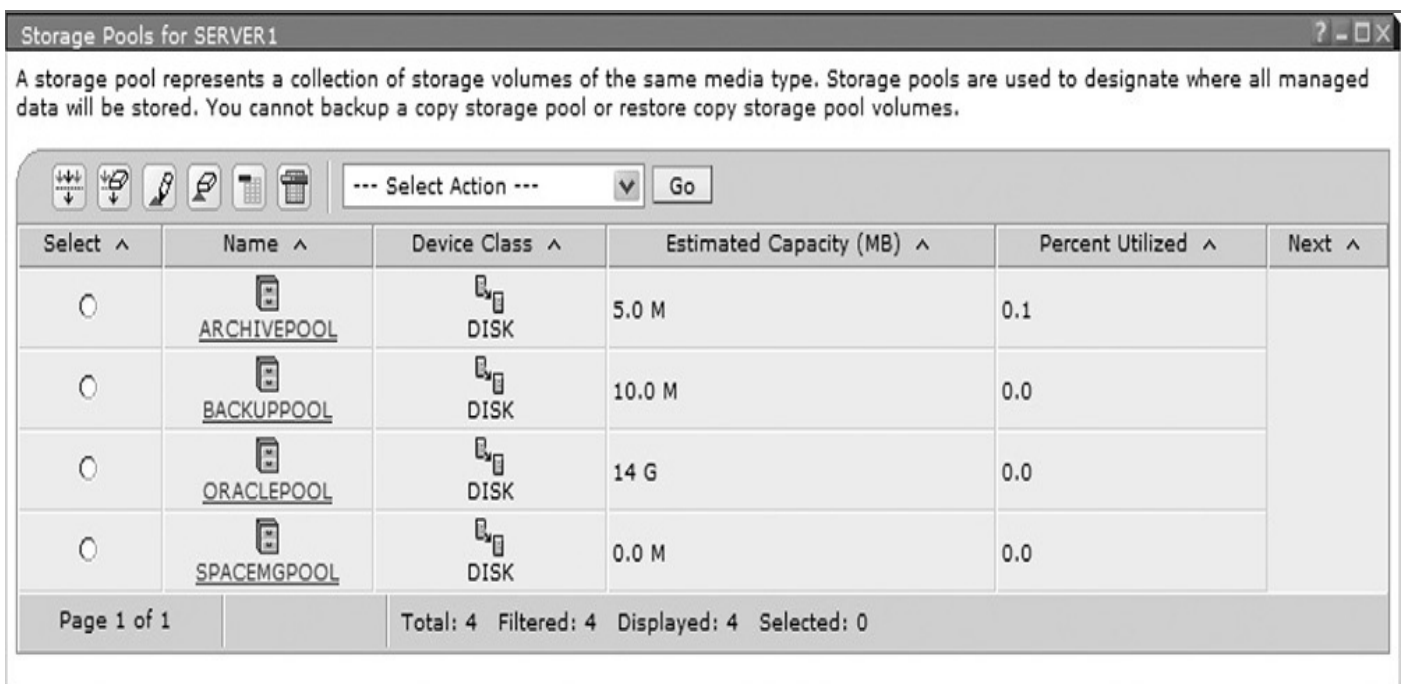 Storage Pools for SERVER1 ? - □ X
A storage pool represents a collection of storage volumes of the same media type. Storage pools are used to designate where all managed
data will be stored. You cannot backup a copy storage pool or restore copy storage pool volumes.
--- Select Action --- Go
Select ^ Name ^ Device Class ^ Estimated Capacity (MB) ^ Percent Utilized ^ Next ^
ARCHIVEPOOL DISK 5.0 M 0.1
BACKUPPOOL DISK 10.0 M 0.0
ORACLEPOOL DISK 14 G 0.0
SPACEMGPOOL DISK 0.0 M 0.0
Page 1 of 1 Total: 4 Filtered: 4 Displayed: 4 Selected: 0